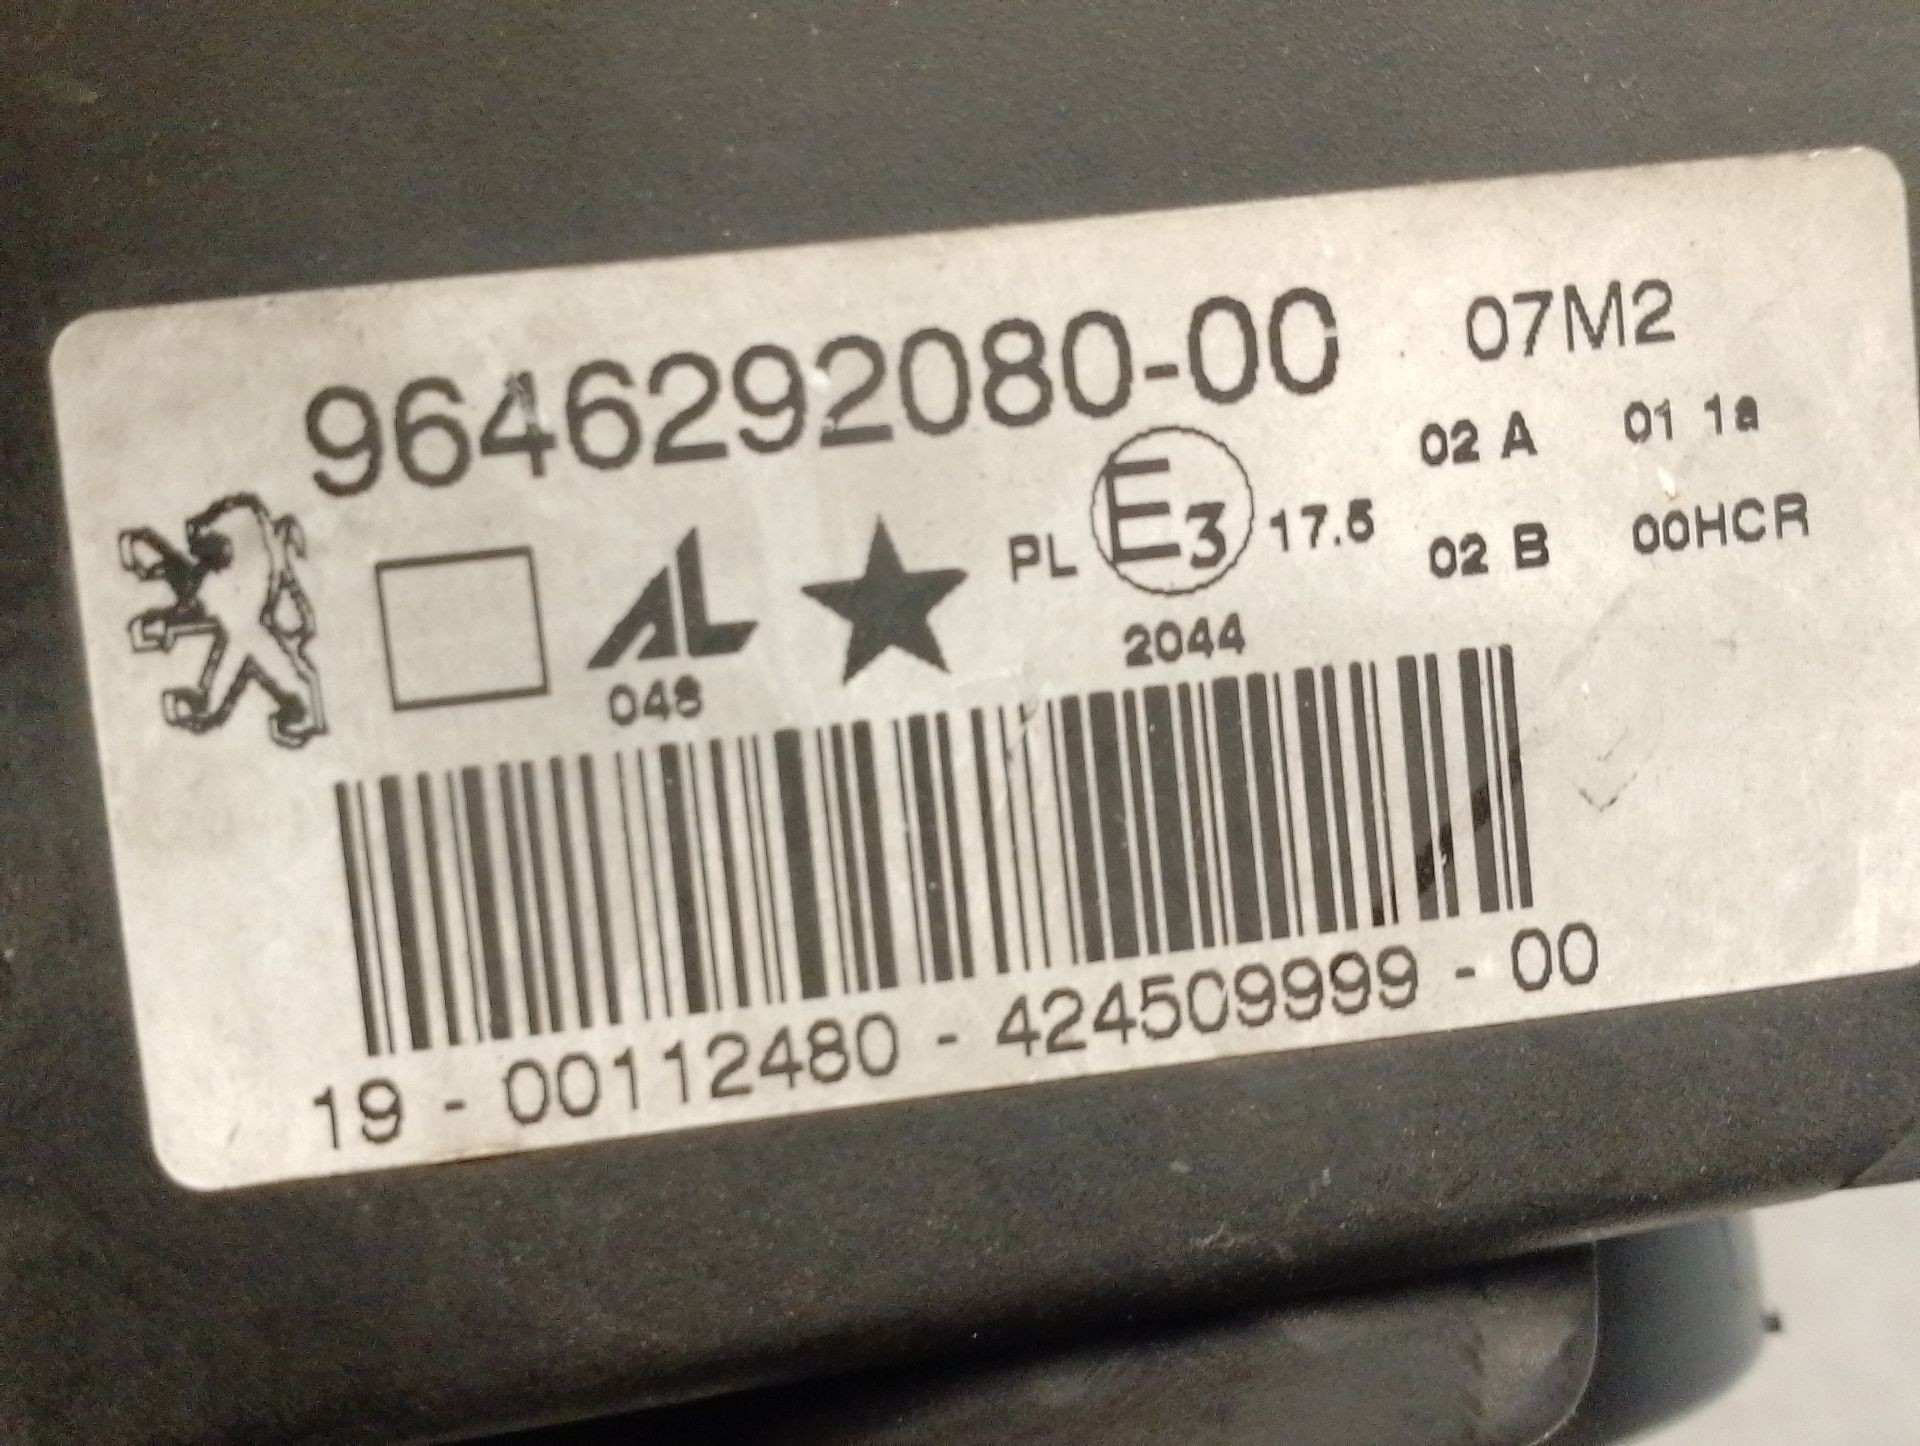 9646292080-00 07M2
02 A 01 1a
PL E3 17.5 02 B 00HCR
AL
048
2044
19 - 00112480 - 424509999 - 00